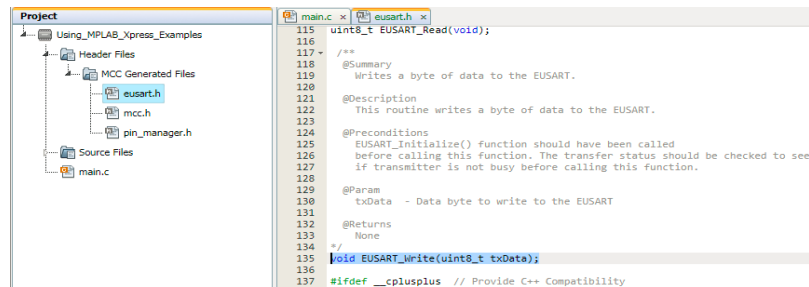 Project
Using_MPLAB_Xpress_Examples
Header Files
MCC Generated Files
eusart.h
mcc.h
pin_manager.h
Source Files
main.c
main.c x eusart.h x
115 uint8_t EUSART_Read(void);
116
117 /**
118 @Summary
119 Writes a byte of data to the EUSART.
120
121 @Description
122 This routine writes a byte of data to the EUSART.
123
124 @Preconditions
125 EUSART_Initialize() function should have been called
126 before calling this function. The transfer status should be checked to see
127 if transmitter is not busy before calling this function.
128
129 @Param
130 txData - Data byte to write to the EUSART
131
132 @Returns
133 None
134 */
135 void EUSART_Write(uint8_t txData);
136
137 #ifdef __cplusplus // Provide C++ Compatibility